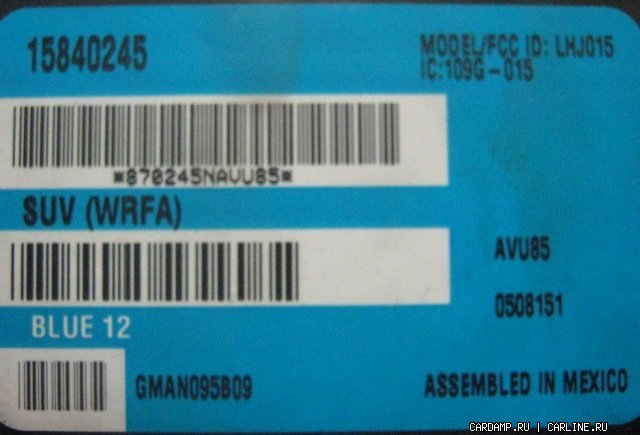 15840245
MODEL/FCC ID: LHJ015
IC:109G-015
*870245NAVU85*
SUV (WRFA)
AVU85
0508151
BLUE 12
GMAN095B09
ASSEMBLED IN MEXICO
CARDAMP.RU | CARLINE.RU